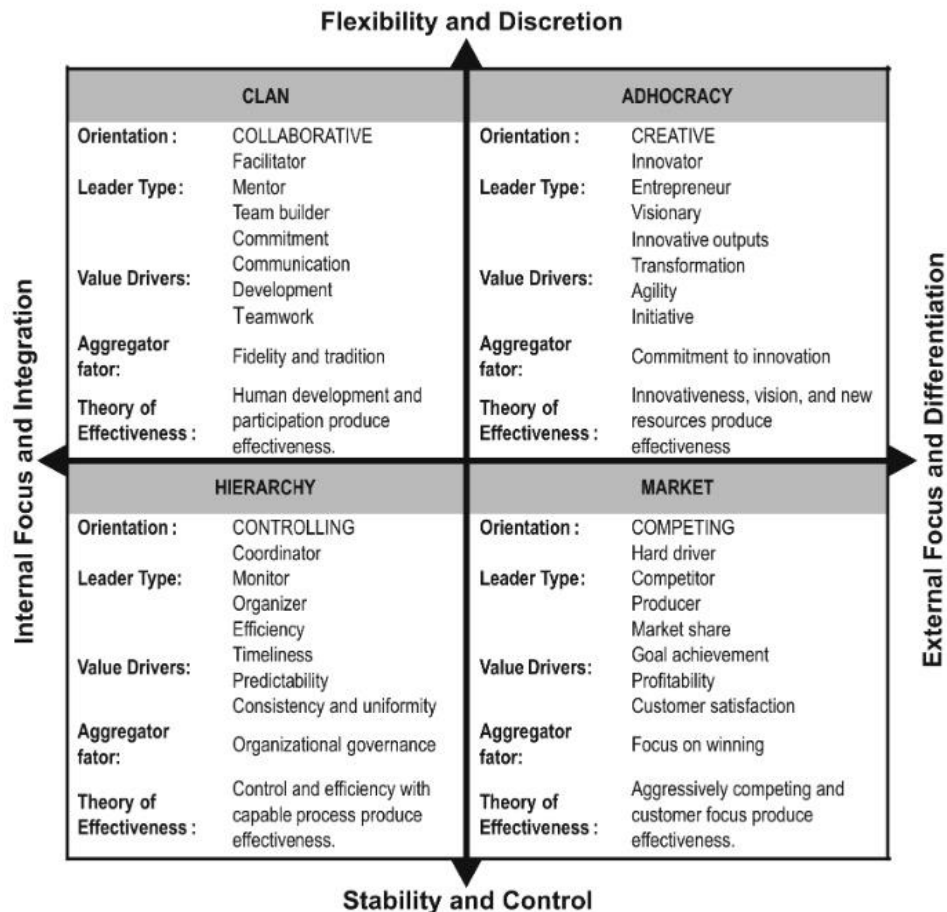 Flexibility and Discretion
CLAN
Orientation : COLLABORATIVE
Facilitator
Leader Type: Mentor
Team builder
Commitment
Communication
Value Drivers: Development
Teamwork
Aggregator
fator: Fidelity and tradition
Theory of
Effectiveness : Human development and
participation produce
effectiveness.
ADHOCRACY
Orientation : CREATIVE
Innovator
Leader Type: Entrepreneur
Visionary
Innovative outputs
Value Drivers: Transformation
Agility
Initiative
Aggregator
fator: Commitment to innovation
Theory of
Effectiveness : Innovativeness, vision, and new
resources produce
effectiveness
Internal Focus and Integration
External Focus and Differentiation
HIERARCHY
Orientation : CONTROLLING
Coordinator
Leader Type: Monitor
Organizer
Efficiency
Value Drivers: Timeliness
Predictability
Consistency and uniformity
Aggregator
fator: Organizational governance
Theory of
Effectiveness : Control and efficiency with
capable process produce
effectiveness.
MARKET
Orientation : COMPETING
Hard driver
Leader Type: Competitor
Producer
Market share
Value Drivers: Goal achievement
Profitability
Customer satisfaction
Aggregator
fator: Focus on winning
Theory of
Effectiveness : Aggressively competing and
customer focus produce
effectiveness.
Stability and Control